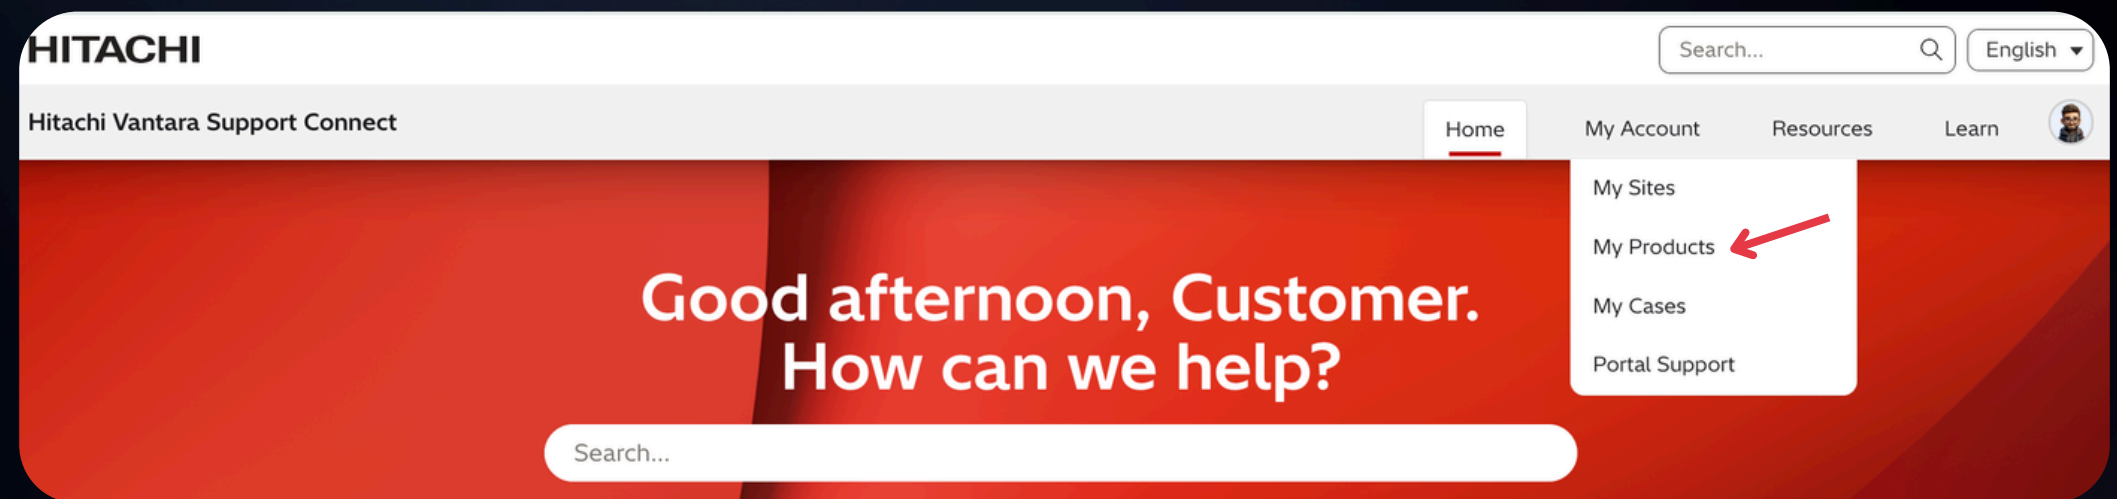 HITACHI
Search...
English
Hitachi Vantara Support Connect
Home
My Account
Resources
Learn
My Sites
My Products
My Cases
Portal Support
Good afternoon, Customer.
How can we help?
Search...